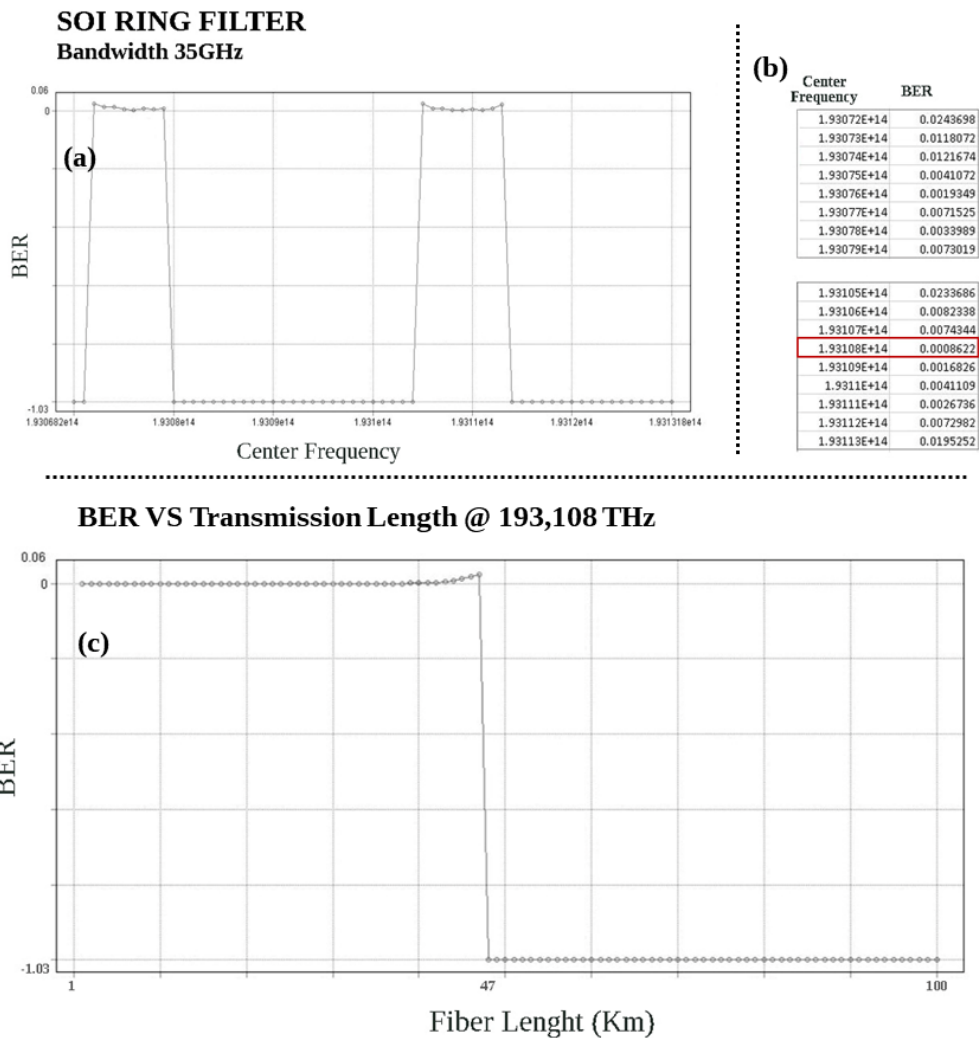 SOI RING FILTER
Bandwidth 35GHz
0.06
0
(a)
BER
-1.03
1.930682e14 1.9308e14 1.9309e14 1.931e14 1.9311e14 1.9312e14 1.931318e14
Center Frequency
(b)
Center Frequency BER
1.93072E+14 0.0243698
1.93073E+14 0.0118072
1.93074E+14 0.0121674
1.93075E+14 0.0041072
1.93076E+14 0.0019349
1.93077E+14 0.0071525
1.93078E+14 0.0033989
1.93079E+14 0.0073019
1.93105E+14 0.0233686
1.93106E+14 0.0082338
1.93107E+14 0.0074344
1.93108E+14 0.0008622
1.93109E+14 0.0016826
1.9311E+14 0.0041109
1.93111E+14 0.0026736
1.93112E+14 0.0072982
1.93113E+14 0.0195252
BER VS Transmission Length @ 193,108 THz
0.06
0
(c)
BER
-1.03
1 47 100
Fiber Lenght (Km)